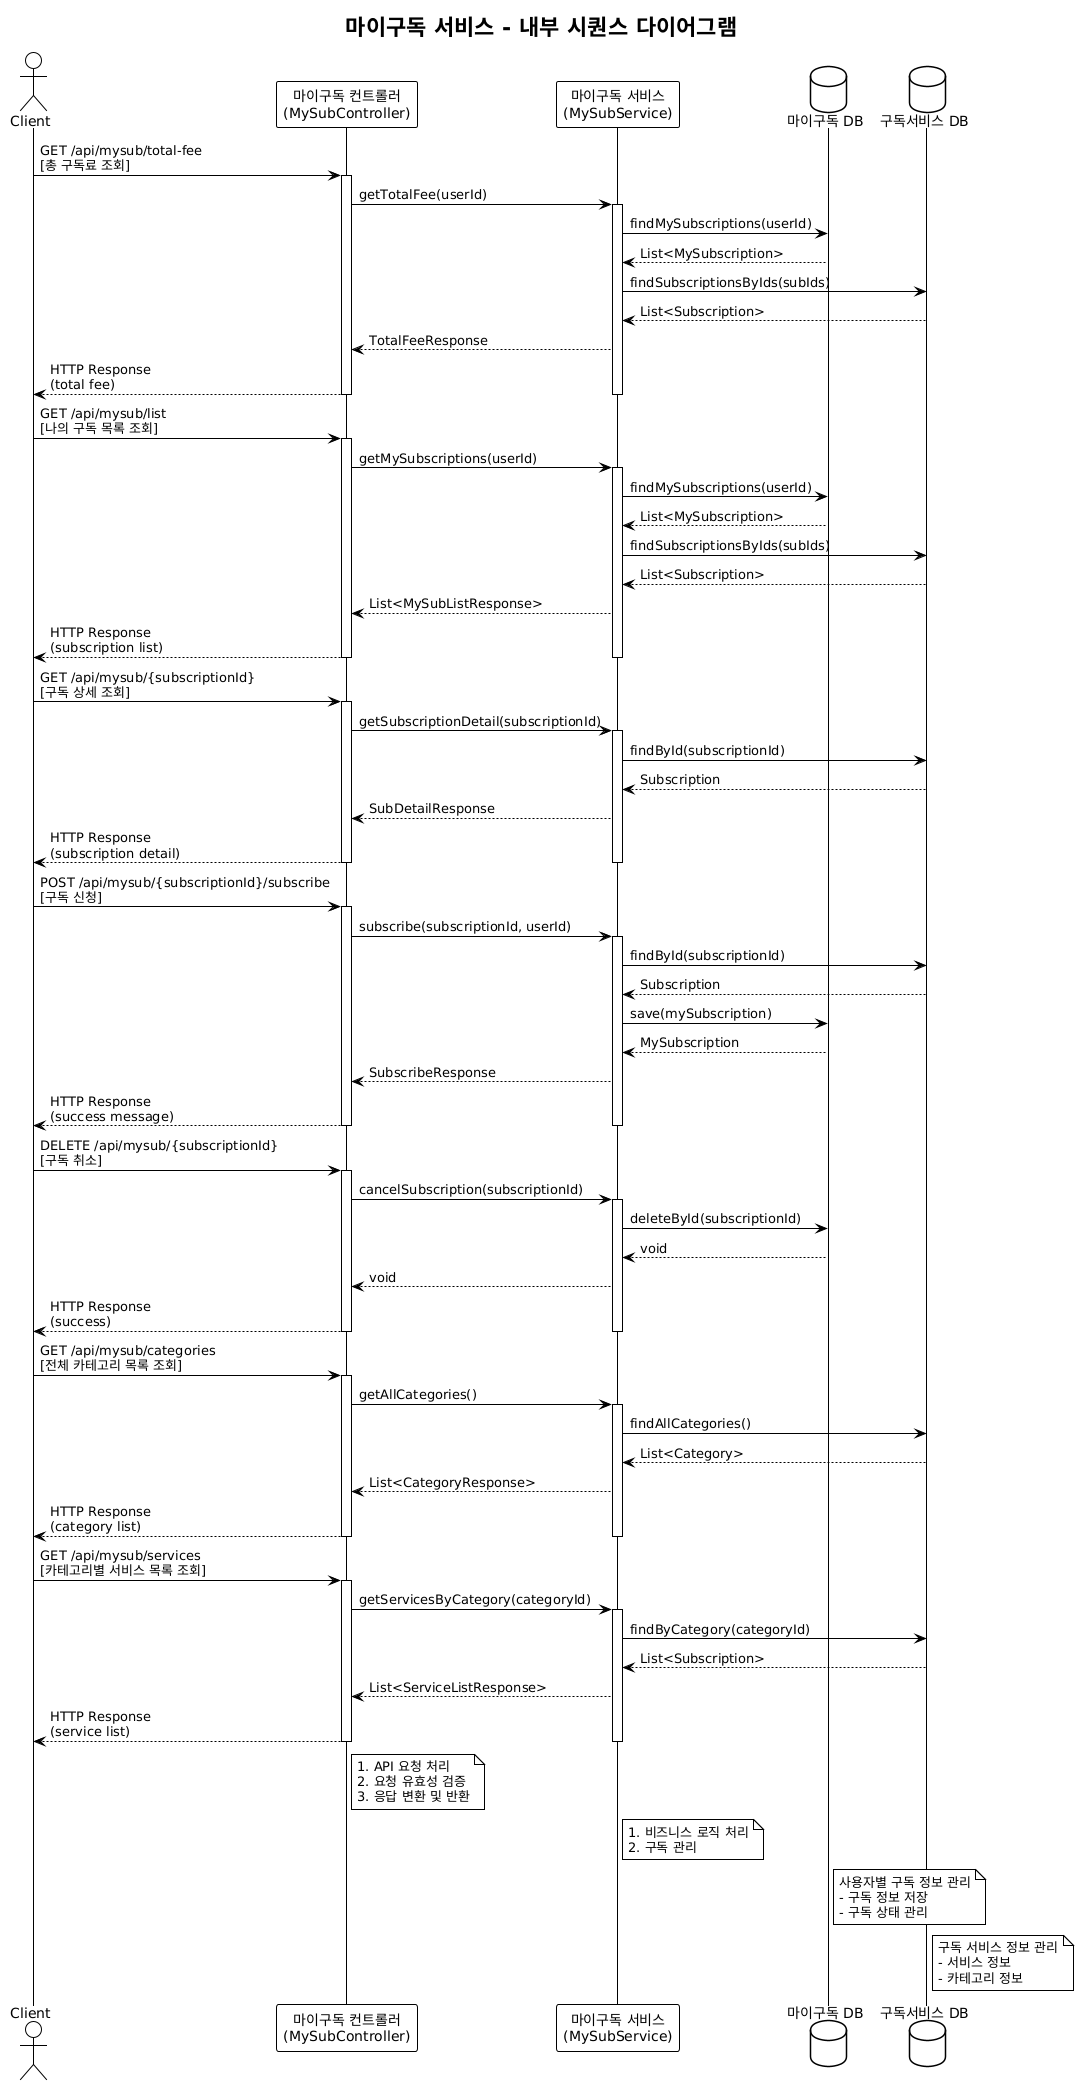 마이구독 서비스 - 내부 시퀀스 다이어그램
Client
마이구독 컨트롤러
(MySubController)
마이구독 서비스
(MySubService)
마이구독 DB
구독서비스 DB
GET /api/mysub/total-fee
[총 구독료 조회]
getTotalFee(userId)
findMySubscriptions(userId)
List<MySubscription>
findSubscriptionsByIds(subIds)
List<Subscription>
TotalFeeResponse
HTTP Response
(total fee)
GET /api/mysub/list
[나의 구독 목록 조회]
getMySubscriptions(userId)
findMySubscriptions(userId)
List<MySubscription>
findSubscriptionsByIds(subIds)
List<Subscription>
List<MySubListResponse>
HTTP Response
(subscription list)
GET /api/mysub/{subscriptionId}
[구독 상세 조회]
getSubscriptionDetail(subscriptionId)
findById(subscriptionId)
Subscription
SubDetailResponse
HTTP Response
(subscription detail)
POST /api/mysub/{subscriptionId}/subscribe
[구독 신청]
subscribe(subscriptionId, userId)
findById(subscriptionId)
Subscription
save(mySubscription)
MySubscription
SubscribeResponse
HTTP Response
(success message)
DELETE /api/mysub/{subscriptionId}
[구독 취소]
cancelSubscription(subscriptionId)
deleteById(subscriptionId)
void
void
HTTP Response
(success)
GET /api/mysub/categories
[전체 카테고리 목록 조회]
getAllCategories()
findAllCategories()
List<Category>
List<CategoryResponse>
HTTP Response
(category list)
GET /api/mysub/services
[카테고리별 서비스 목록 조회]
getServicesByCategory(categoryId)
findByCategory(categoryId)
List<Subscription>
List<ServiceListResponse>
HTTP Response
(service list)
1. API 요청 처리
2. 요청 유효성 검증
3. 응답 변환 및 반환
1. 비즈니스 로직 처리
2. 구독 관리
사용자별 구독 정보 관리
- 구독 정보 저장
- 구독 상태 관리
구독 서비스 정보 관리
- 서비스 정보
- 카테고리 정보
Client
마이구독 컨트롤러
(MySubController)
마이구독 서비스
(MySubService)
마이구독 DB
구독서비스 DB